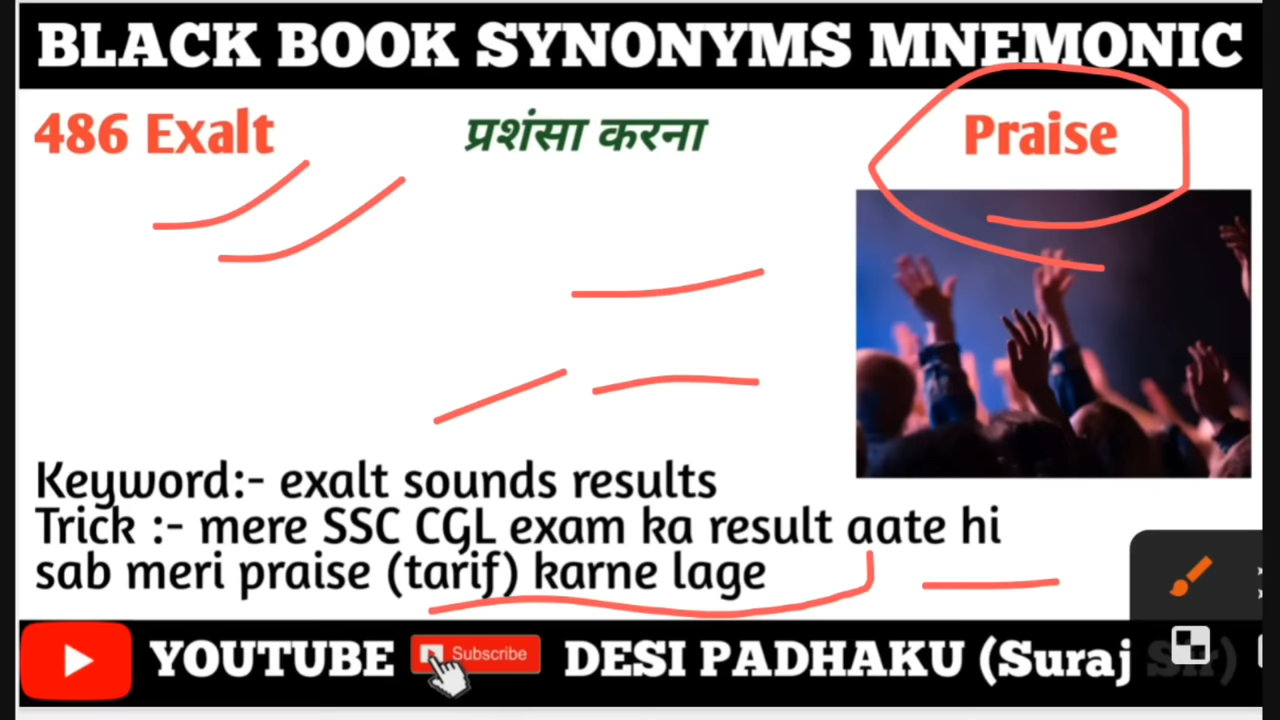 BLACK BOOK SYNONYMS MNEMONIC
486 Exalt प्रशंसा करना Praise
Keyword:- exalt sounds results
Trick :- mere SSC CGL exam ka result aate hi
sab meri praise (tarif) karne lage
YOUTUBE Subscribe DESI PADHAKU (Suraj Sir)